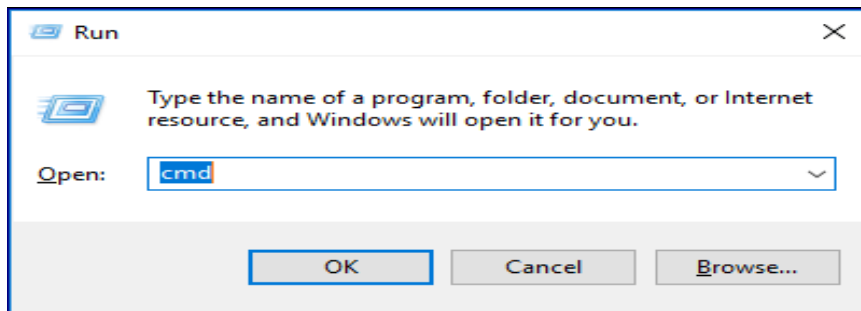 Run
Type the name of a program, folder, document, or Internet
resource, and Windows will open it for you.
Open: cmd
OK Cancel Browse...